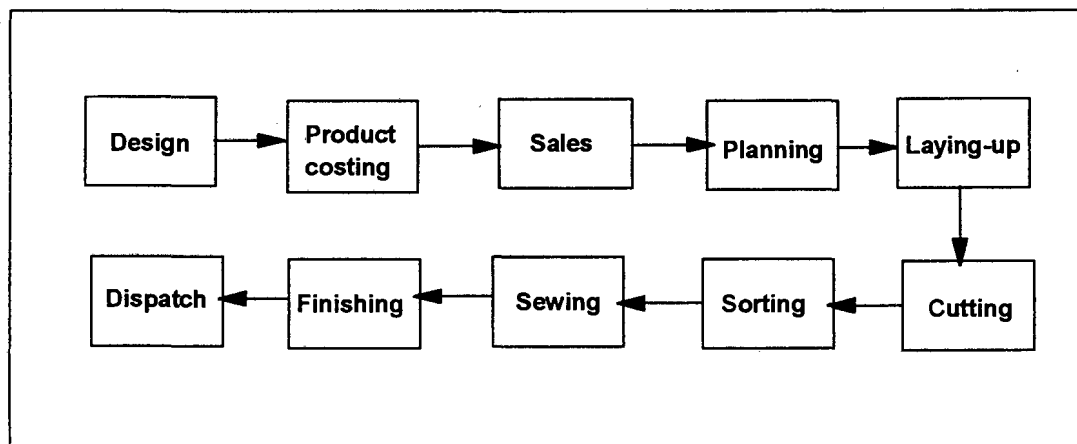 Design
Product
costing
Sales
Planning
Laying-up
Cutting
Sorting
Sewing
Finishing
Dispatch